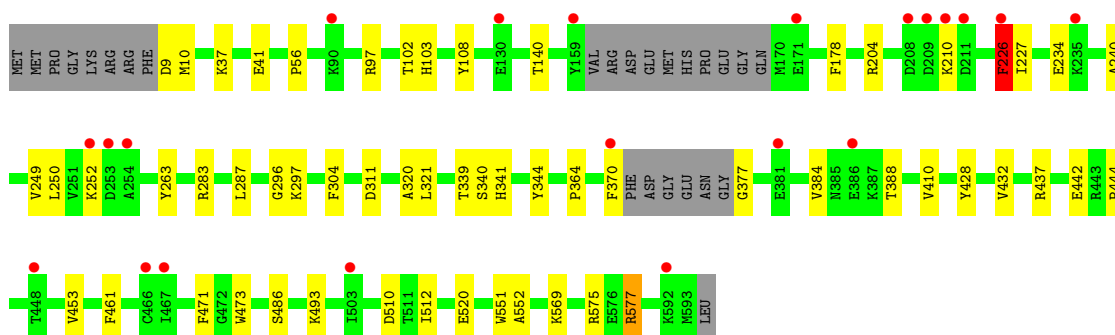 MET MET PRO GLY LYS ARG ARG PHE D9 M10 K37 E41 P56 K90 R97 T102 H103 Y108 E130 T140 Y159 VAL ARG ASP GLU MET HIS PRO GLU GLY GLN M170 E171 F178 R204 D208 D209 K210 D211 F226 I227 E234 K235 A240
V249 L250 V251 K252 D253 A254 Y263 R283 L287 G296 K297 F304 D311 A320 L321 T339 S340 H341 Y344 P364 F370 PHE ASP GLY GLU ASN GLY G377 E381 V384 N385 E386 K387 T388 V410 Y428 V432 R437 E442 R443
T448 V453 F461 C466 I467 F471 G472 W473 S486 K493 I503 D510 T511 I512 E520 W551 A552 K569 R575 E576 R577 K592 M593 LEU